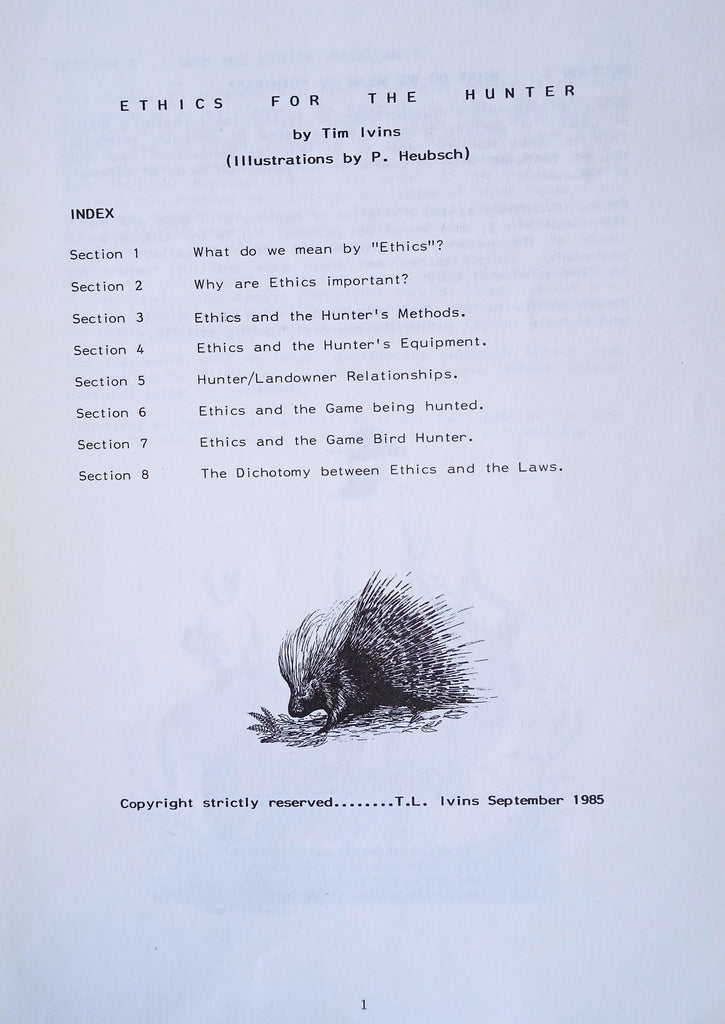 ETHICS FOR THE HUNTER
by Tim Ivins
(Illustrations by P. Heubsch)
INDEX
Section 1 What do we mean by "Ethics"?
Section 2 Why are Ethics important?
Section 3 Ethics and the Hunter's Methods.
Section 4 Ethics and the Hunter's Equipment.
Section 5 Hunter/Landowner Relationships.
Section 6 Ethics and the Game being hunted.
Section 7 Ethics and the Game Bird Hunter.
Section 8 The Dichotomy between Ethics and the Laws.
Copyright strictly reserved........T.L. Ivins September 1985
1